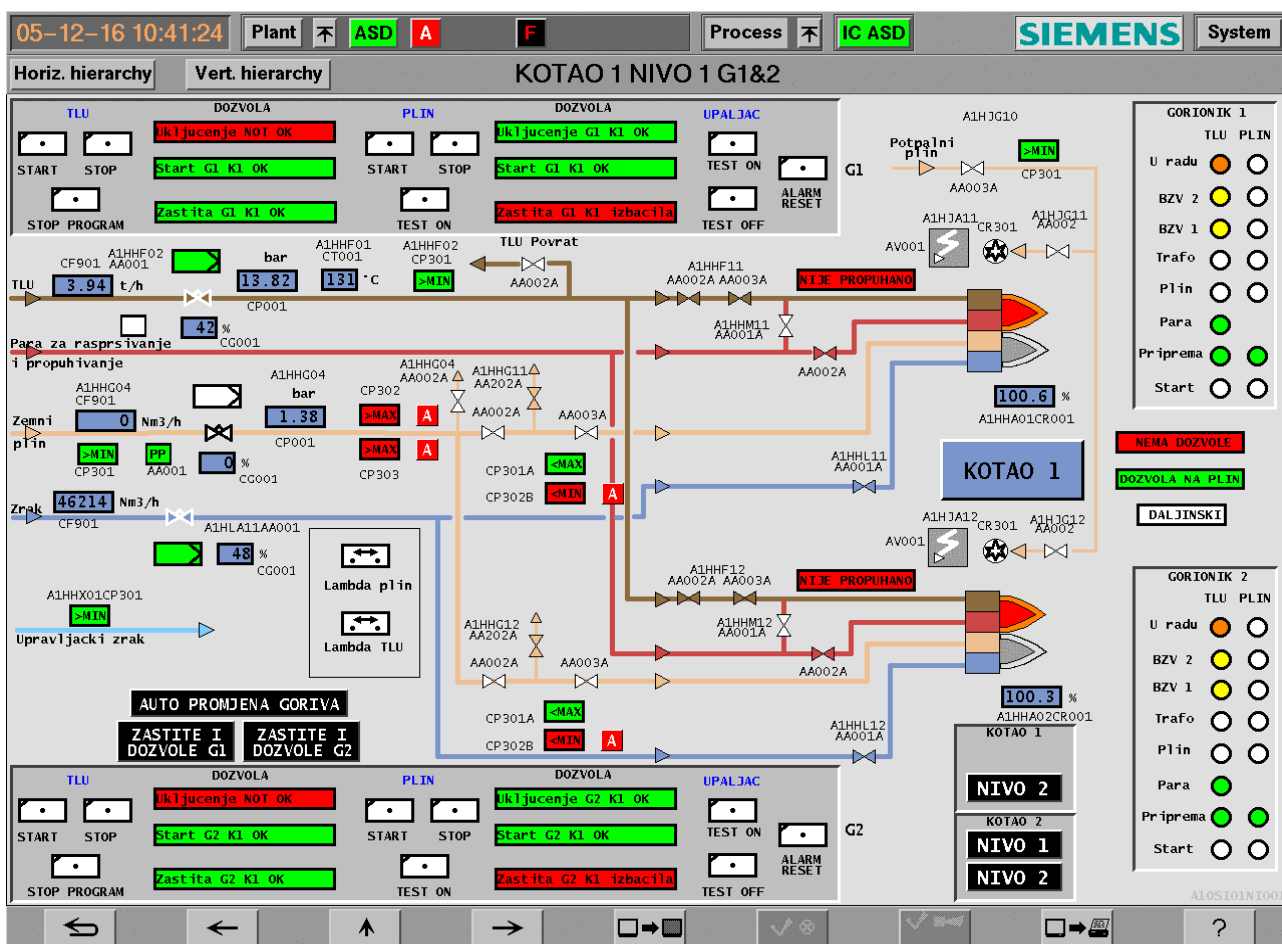 05-12-16 10:41:24 Plant ASD A F Process IC ASD SIEMENS System
Horiz. hierarchy Vert. hierarchy KOTAO 1 NIVO 1 G1&2
TLU DOZVOLA PLIN DOZVOLA UPALJAC
Ukljucenje NOT OK Ukljucenje G1 K1 OK
START STOP Start G1 K1 OK START STOP Start G1 K1 OK TEST ON
ALARM RESET
G1
STOP PROGRAM Zastita G1 K1 OK TEST ON Zastita G1 K1 izbacila TEST OFF
A1HJG10
Potpalni
plin
>MIN
CP301
AA003A
GORIONIK 1
TLU PLIN
U radu
BZV 2
BZV 1
Trafo
Plin
Para
Priprema
Start
A1HHF02
CF901 AA001
bar
A1HHF01
CT001
A1HHF02
CP301
TLU Povrat
TLU 3.94 t/h 13.82 131 °C >MIN AA002A
CP001
42 %
CG001
A1HHF11
AA002A AA003A
NIJE PROPUHANO
A1HJA11
AV001
CR301
A1HJG11
AA002
Para za rasprsivanje
i propuhivanje
A1HHM11
AA001A
AA002A
100.6 %
A1HHA01CR001
A1HHG04
CF901
A1HHG04
bar
CP302
A1HHG04
AA002A
A1HHG11
AA202A
Zemni
plin
0 Nm3/h 1.38 >MAX A AA002A AA003A
CP001
>MIN PP
CP301 AA001
0 %
CG001
>MAX A
CP303
CP301A <MAX
CP302B <MIN A
A1HHL11
AA001A
KOTAO 1
NEMA DOZVOLE
DOZVOLA NA PLIN
DALJINSKI
Zrak 46214 Nm3/h
CF901
A1HLA11AA001
48 %
CG001
Lambda plin
Lambda TLU
A1HHX01CP301
>MIN
Upravljacki zrak
A1HJA12
AV001
CR301
A1HJG12
AA002
A1HHF12
AA002A AA003A
NIJE PROPUHANO
A1HHG12
AA202A
A1HHM12
AA001A
AA002A AA003A
AA002A
100.3 %
A1HHA02CR001
CP301A <MAX
CP302B <MIN A
A1HHL12
AA001A
AUTO PROMJENA GORIVA
ZASTITE I
DOZVOLE G1
ZASTITE I
DOZVOLE G2
GORIONIK 2
TLU PLIN
U radu
BZV 2
BZV 1
Trafo
Plin
Para
Priprema
Start
KOTAO 1
NIVO 2
KOTAO 2
NIVO 1
NIVO 2
TLU DOZVOLA PLIN DOZVOLA UPALJAC
Ukljucenje NOT OK Ukljucenje G2 K1 OK
START STOP Start G2 K1 OK START STOP Start G2 K1 OK TEST ON
ALARM RESET
G2
STOP PROGRAM Zastita G2 K1 OK TEST ON Zastita G2 K1 izbacila TEST OFF
A10SI01NI001
?